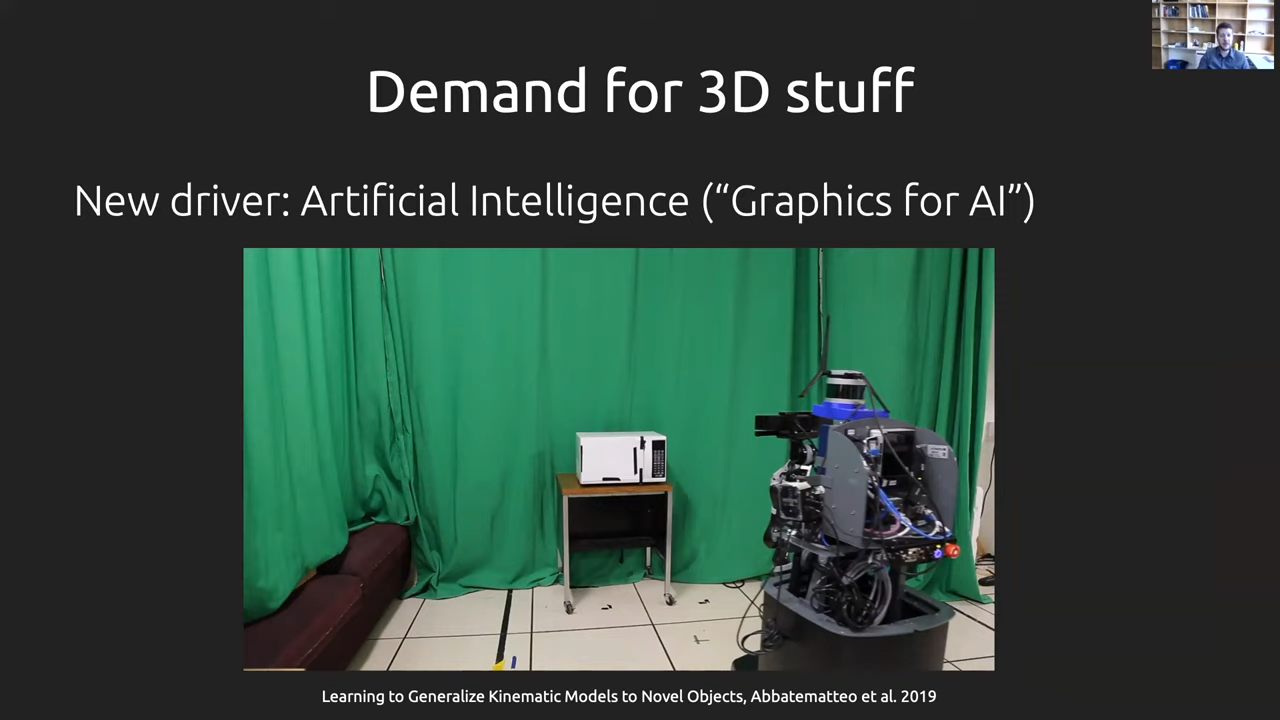 Demand for 3D stuff
New driver: Artificial Intelligence (“Graphics for AI”)
Learning to Generalize Kinematic Models to Novel Objects, Abbatematteo et al. 2019